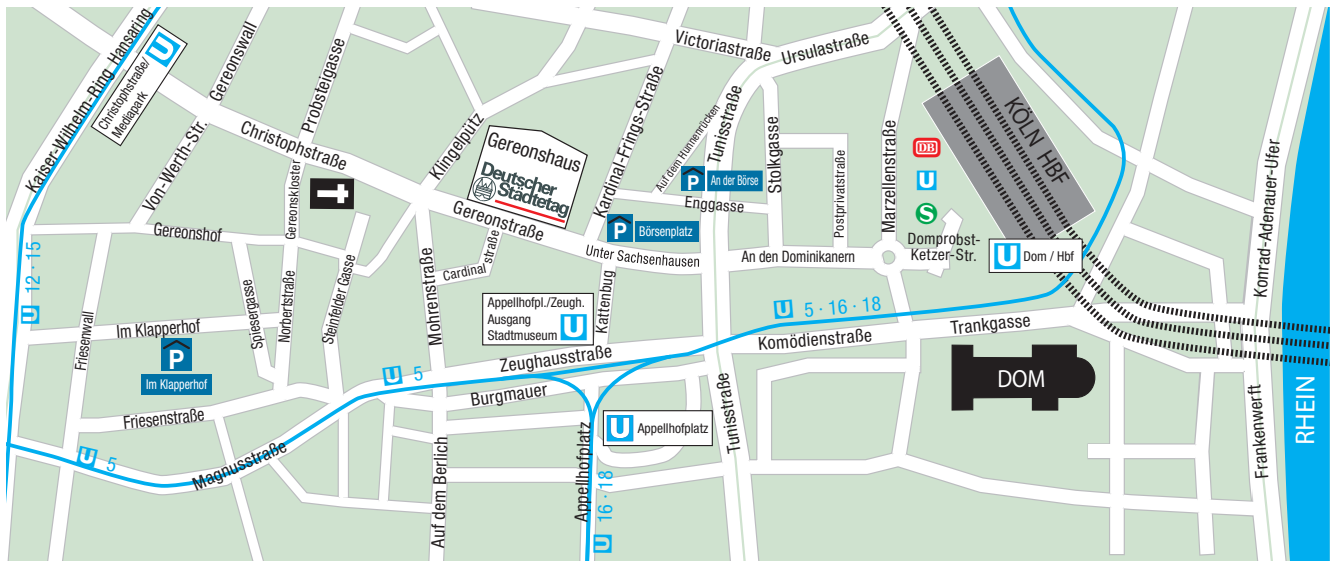 Kaiser-Wilhelm-Ring
Hansaring
Christophstraße/
Mediapark
U
Gereonswall
Von-Werth-Str.
Probsteigasse
Christophstraße
Klingelpütz
Gereonskloster
Gereonshof
Gereonshaus
Deutscher
Städtetag
Gereonstraße
Kardinal-Frings-Straße
Victoriastraße
Ursulastraße
Auf dem Hunnenrücken
Tunisstraße
Stolkgasse
P
An der Börse
Enggasse
Postprivatstraße
Marzellenstraße
P
Börsenplatz
Unter Sachsenhausen
An den Dominikanern
DB
U
S
Domprobst-
Ketzer-Str.
KÖLN HBF
U Dom / Hbf
Konrad-Adenauer-Ufer
U 12 · 15
Friesenwall
Im Klapperhof
P
Im Klapperhof
Spiesergasse
Norbertstraße
Steinfelder Gasse
Mohrenstraße
Cardinalstraße
Appellhofpl./Zeugh.
Ausgang
Stadtmuseum
U
Kattenbug
U 5 · 16 · 18
Zeughausstraße
Komödienstraße
Trankgasse
DOM
U 5
Burgmauer
Friesenstraße
U 5
Magnusstraße
Auf dem Berlich
Appellhofplatz
U Appellhofplatz
U 16 · 18
Tunisstraße
Frankenwerft
RHEIN